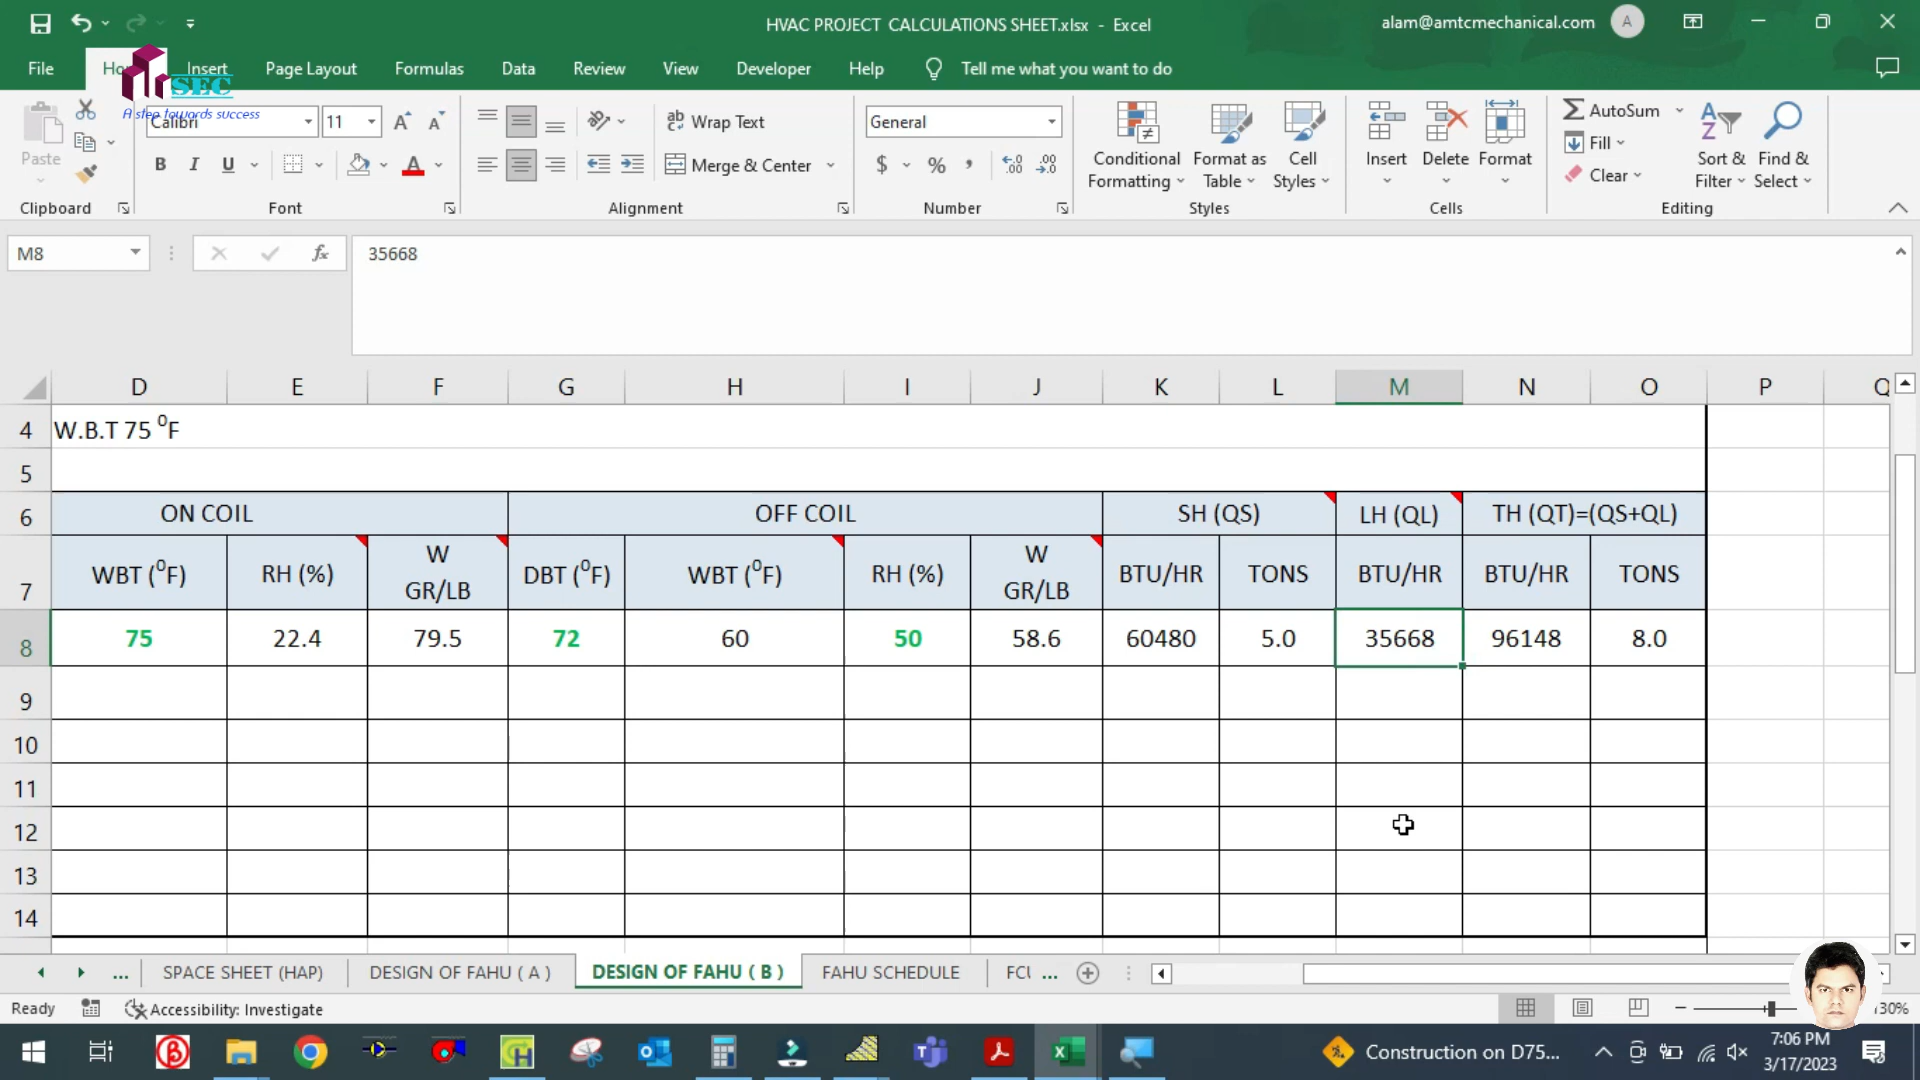 HVAC PROJECT CALCULATIONS SHEET.xlsx - Excel
alam@amtcmechanical.com
A
File
Insert
Page Layout
Formulas
Data
Review
View
Developer
Help
Tell me what you want to do
SEC
A step towards success
Paste
Calibri
11
B I U
Wrap Text
Merge & Center
General
$ % ,
Conditional Formatting
Format as Table
Cell Styles
Insert
Delete
Format
AutoSum
Fill
Clear
Sort & Filter
Find & Select
Clipboard
Font
Alignment
Number
Styles
Cells
Editing
M8
fx
35668
D E F G H I J K L M N O P Q
4 W.B.T 75 ⁰F
5
6 ON COIL OFF COIL SH (QS) LH (QL) TH (QT)=(QS+QL)
7 WBT (⁰F) RH (%) W GR/LB DBT (⁰F) WBT (⁰F) RH (%) W GR/LB BTU/HR TONS BTU/HR BTU/HR TONS
8 75 22.4 79.5 72 60 50 58.6 60480 5.0 35668 96148 8.0
9
10
11
12
13
14
... SPACE SHEET (HAP) DESIGN OF FAHU ( A ) DESIGN OF FAHU ( B ) FAHU SCHEDULE FCU ...
Ready
Accessibility: Investigate
Construction on D75...
7:06 PM
3/17/2023